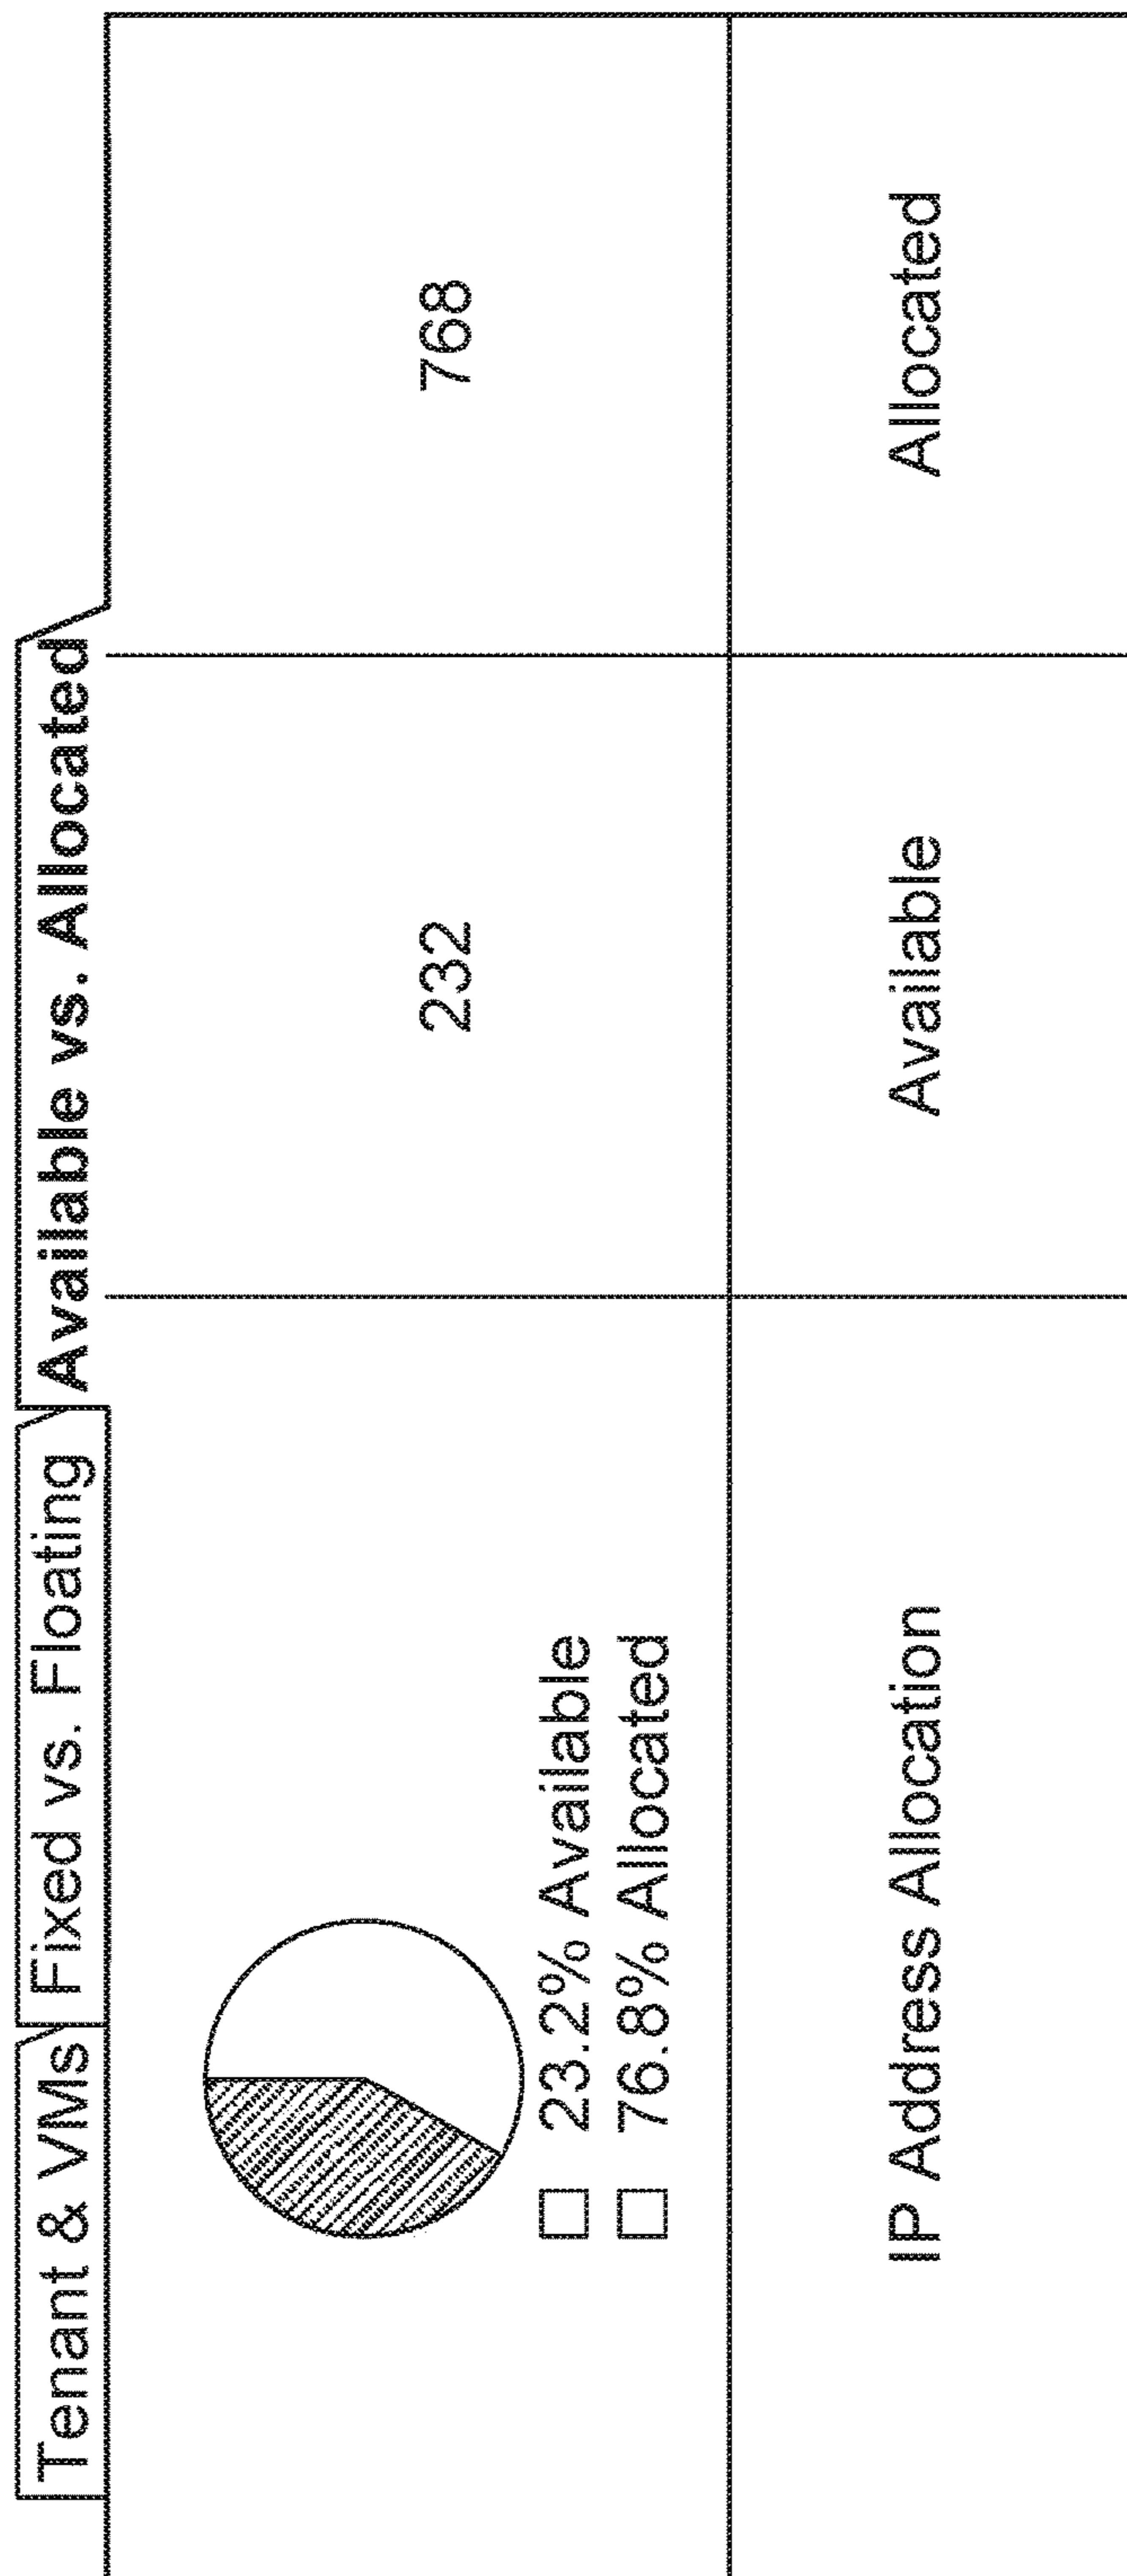 Tenant & VMs
Fixed vs. Floating
Available vs. Allocated
23.2% Available
76.8% Allocated
232
768
IP Address Allocation
Available
Allocated